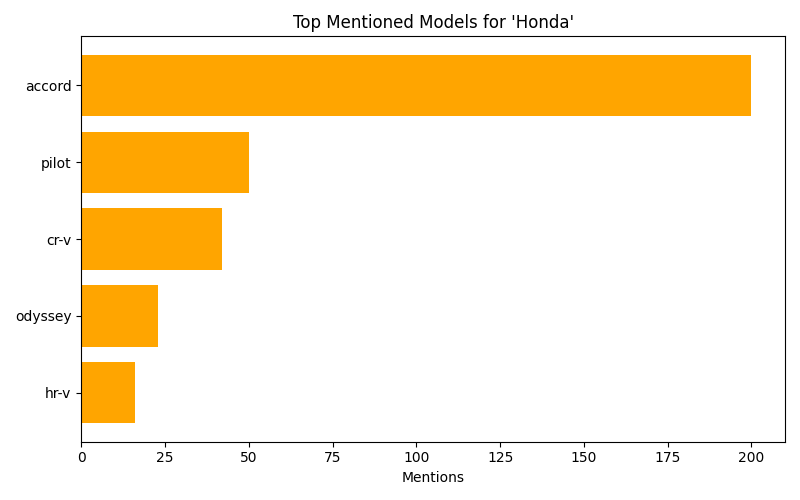 Top Mentioned Models for 'Honda'
accord
pilot
cr-v
odyssey
hr-v
0 25 50 75 100 125 150 175 200
Mentions